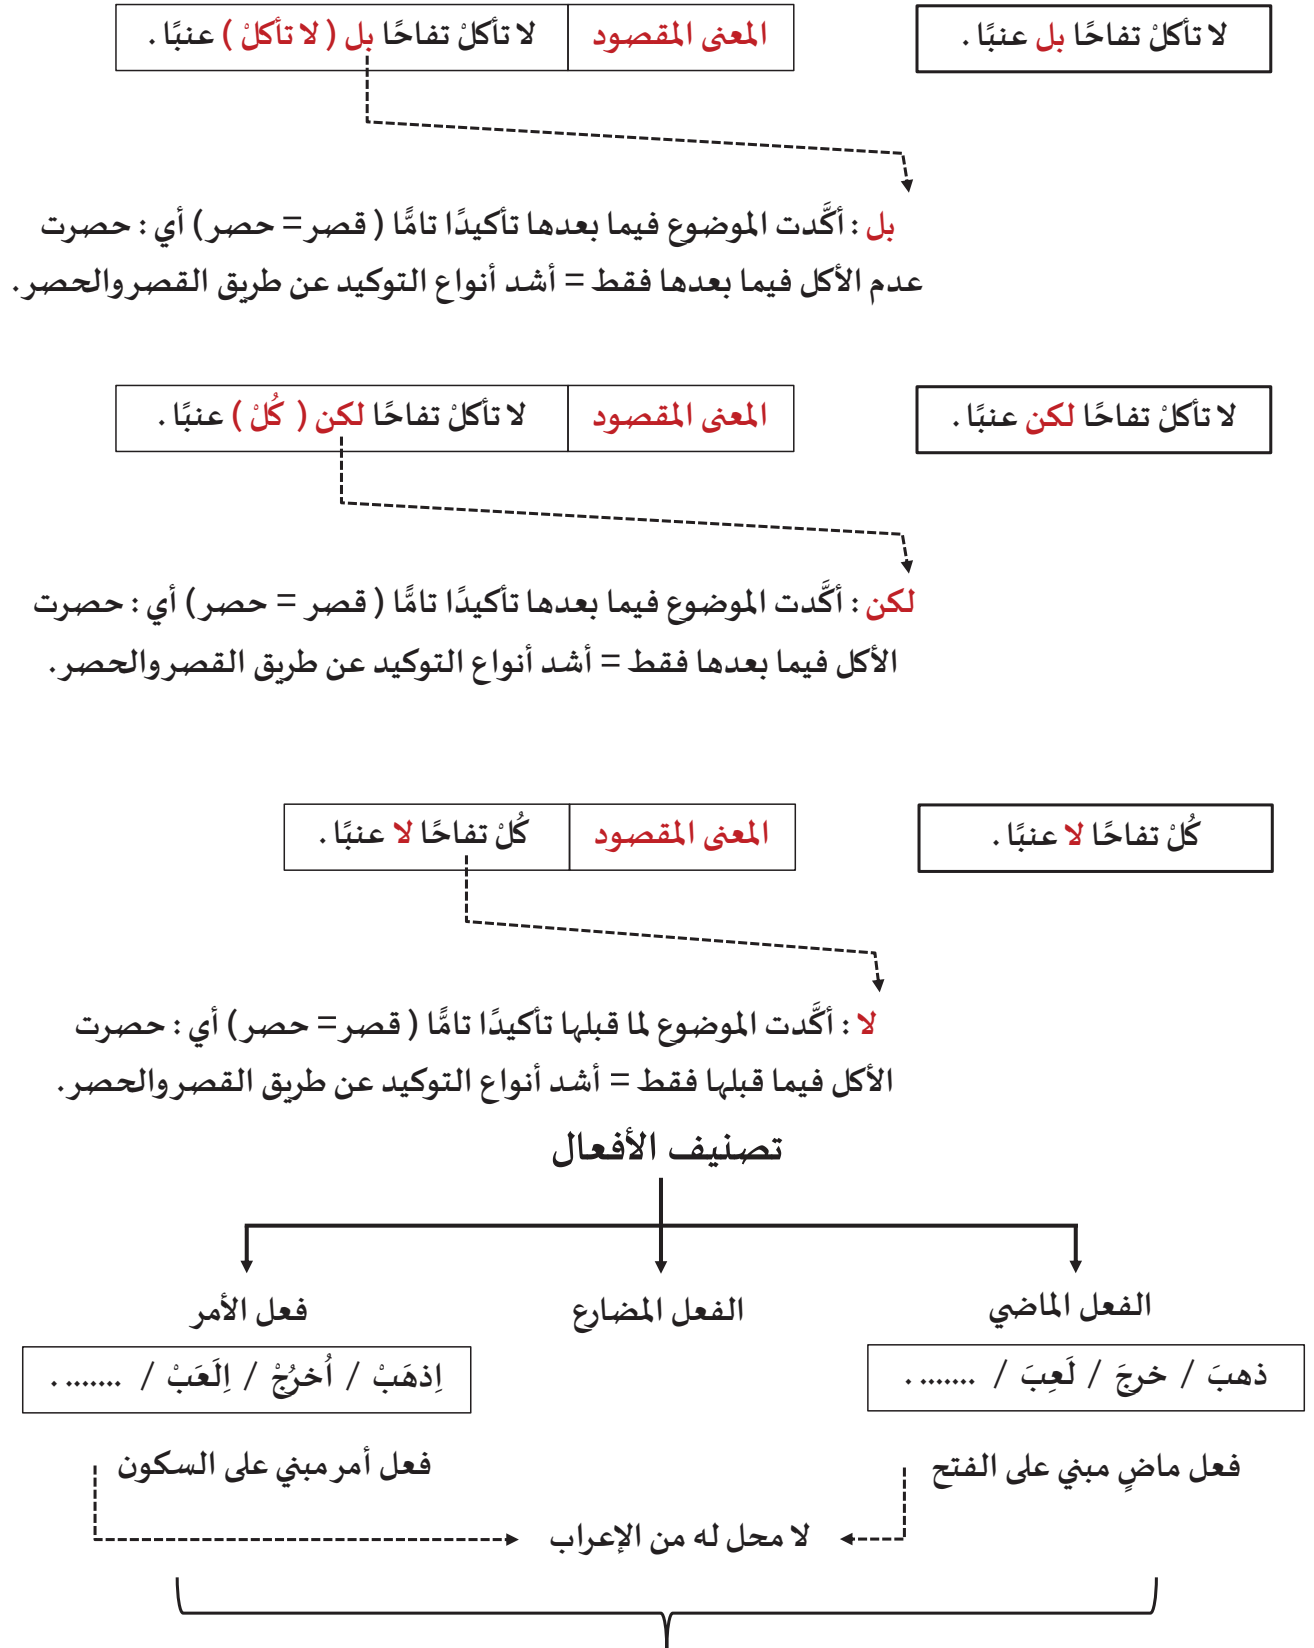 لا تأكلْ تفاحًا بل عنبًا .
المعنى المقصود
لا تأكلْ تفاحًا بل ( لا تأكلْ ) عنبًا .
بل : أكَّدت الموضوع فيما بعدها تأكيدًا تامًّا ( قصر = حصر ) أي : حصرت
عدم الأكل فيما بعدها فقط = أشد أنواع التوكيد عن طريق القصر والحصر.
لا تأكلْ تفاحًا لكن عنبًا .
المعنى المقصود
لا تأكلْ تفاحًا لكن ( كُلْ ) عنبًا .
لكن : أكَّدت الموضوع فيما بعدها تأكيدًا تامًّا ( قصر = حصر ) أي : حصرت
الأكل فيما بعدها فقط = أشد أنواع التوكيد عن طريق القصر والحصر.
كُلْ تفاحًا لا عنبًا .
المعنى المقصود
كُلْ تفاحًا لا عنبًا .
لا : أكَّدت الموضوع لما قبلها تأكيدًا تامًّا ( قصر = حصر ) أي : حصرت
الأكل فيما قبلها فقط = أشد أنواع التوكيد عن طريق القصر والحصر.
تصنيف الأفعال
الفعل الماضي
الفعل المضارع
فعل الأمر
ذهبَ / خرجَ / لَعِبَ / ....... .
اِذهَبْ / اُخرُجْ / اِلَعَبْ / ....... .
فعل ماضٍ مبني على الفتح
فعل أمر مبني على السكون
لا محل له من الإعراب